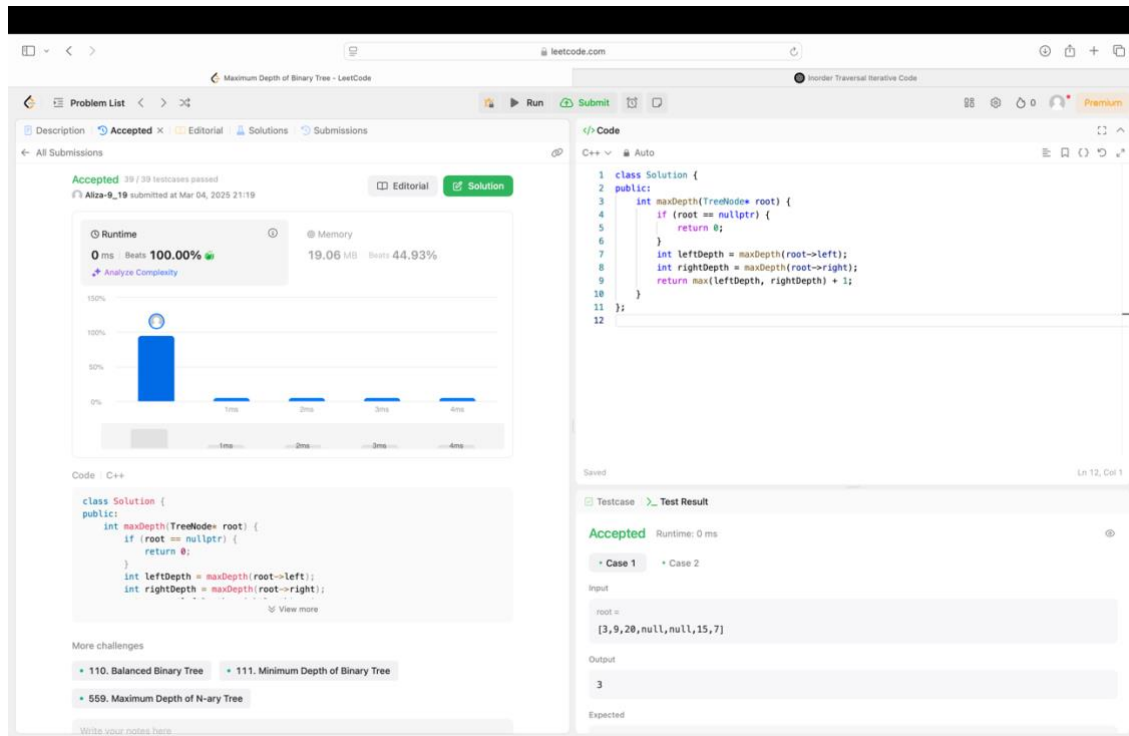 leetcode.com
Maximum Depth of Binary Tree - LeetCode
Inorder Traversal Iterative Code
Problem List
Run
Submit
0
Premium
Description
Accepted
Editorial
Solutions
Submissions
All Submissions
Accepted 39 / 39 testcases passed
Aliza-9_19 submitted at Mar 04, 2025 21:19
Editorial
Solution
Runtime
0 ms Beats 100.00%
Analyze Complexity
Memory
19.06 MB Beats 44.93%
150%
100%
50%
0%
1ms 2ms 3ms 4ms
1ms 2ms 3ms 4ms
Code C++
class Solution {
public:
int maxDepth(TreeNode* root) {
if (root == nullptr) {
return 0;
}
int leftDepth = maxDepth(root->left);
int rightDepth = maxDepth(root->right);
View more
More challenges
110. Balanced Binary Tree
111. Minimum Depth of Binary Tree
559. Maximum Depth of N-ary Tree
Write your notes here
</> Code
C++ Auto
1 class Solution {
2 public:
3 int maxDepth(TreeNode* root) {
4 if (root == nullptr) {
5 return 0;
6 }
7 int leftDepth = maxDepth(root->left);
8 int rightDepth = maxDepth(root->right);
9 return max(leftDepth, rightDepth) + 1;
10 }
11 };
12
Saved
Ln 12, Col 1
Testcase
>_ Test Result
Accepted Runtime: 0 ms
Case 1
Case 2
Input
root =
[3,9,20,null,null,15,7]
Output
3
Expected